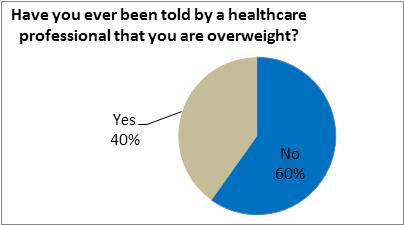 Have you ever been told by a healthcare
professional that you are overweight?
Yes
40%
No
60%